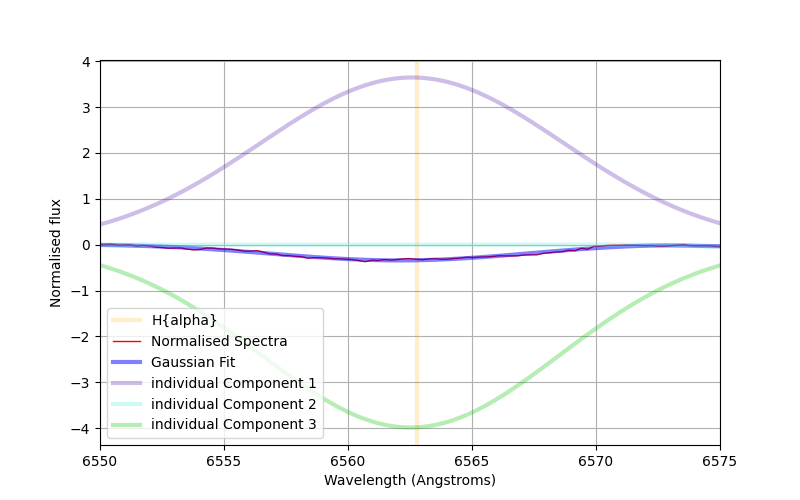 4
3
2
1
0
−1
−2
−3
−4
Normalised flux
H{alpha}
Normalised Spectra
Gaussian Fit
individual Component 1
individual Component 2
individual Component 3
6550 6555 6560 6565 6570 6575
Wavelength (Angstroms)